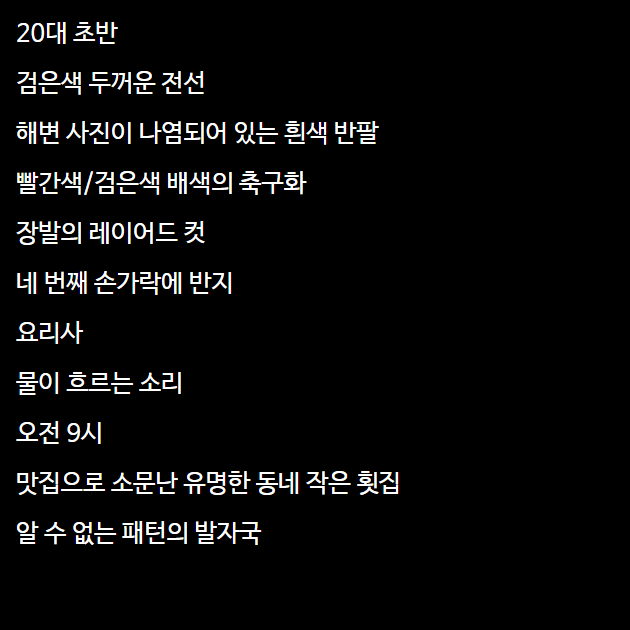 20대 초반
검은색 두꺼운 전선
해변 사진이 나염되어 있는 흰색 반팔
빨간색/검은색 배색의 축구화
장발의 레이어드 컷
네 번째 손가락에 반지
요리사
물이 흐르는 소리
오전 9시
맛집으로 소문난 유명한 동네 작은 횟집
알 수 없는 패턴의 발자국